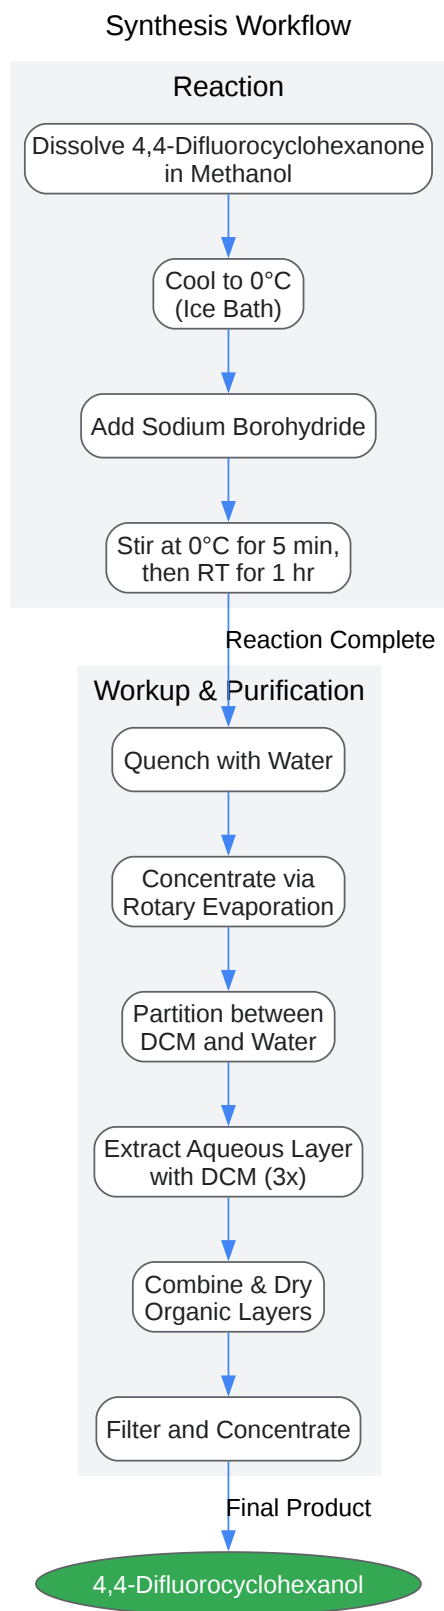 Synthesis Workflow
Reaction
Dissolve 4,4-Difluorocyclohexanone
in Methanol
Cool to 0°C
(Ice Bath)
Add Sodium Borohydride
Stir at 0°C for 5 min,
then RT for 1 hr
Reaction Complete
Workup & Purification
Quench with Water
Concentrate via
Rotary Evaporation
Partition between
DCM and Water
Extract Aqueous Layer
with DCM (3x)
Combine & Dry
Organic Layers
Filter and Concentrate
Final Product
4,4-Difluorocyclohexanol